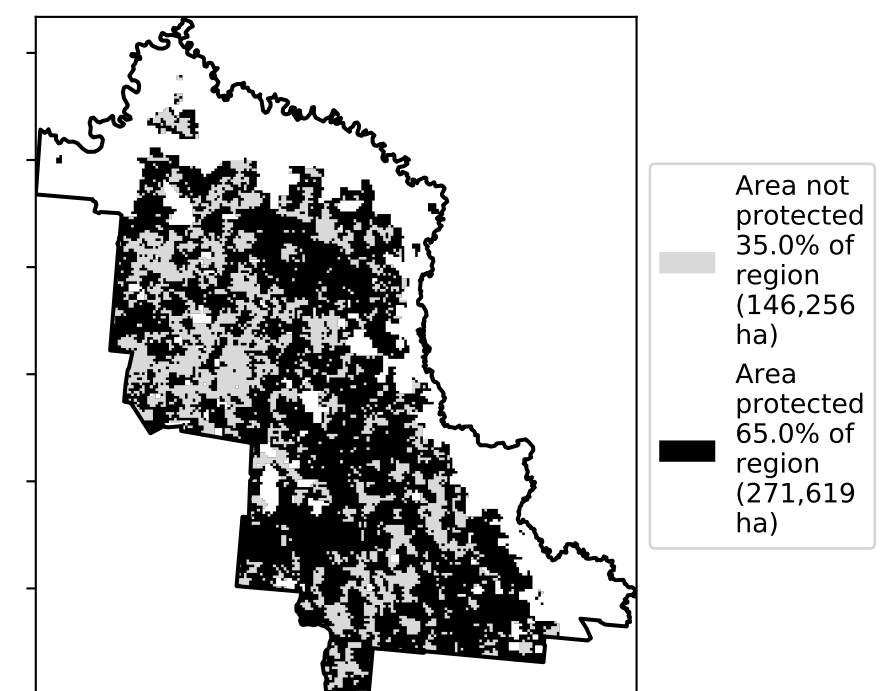 Area not
protected
35.0% of
region
(146,256
ha)
Area
protected
65.0% of
region
(271,619
ha)